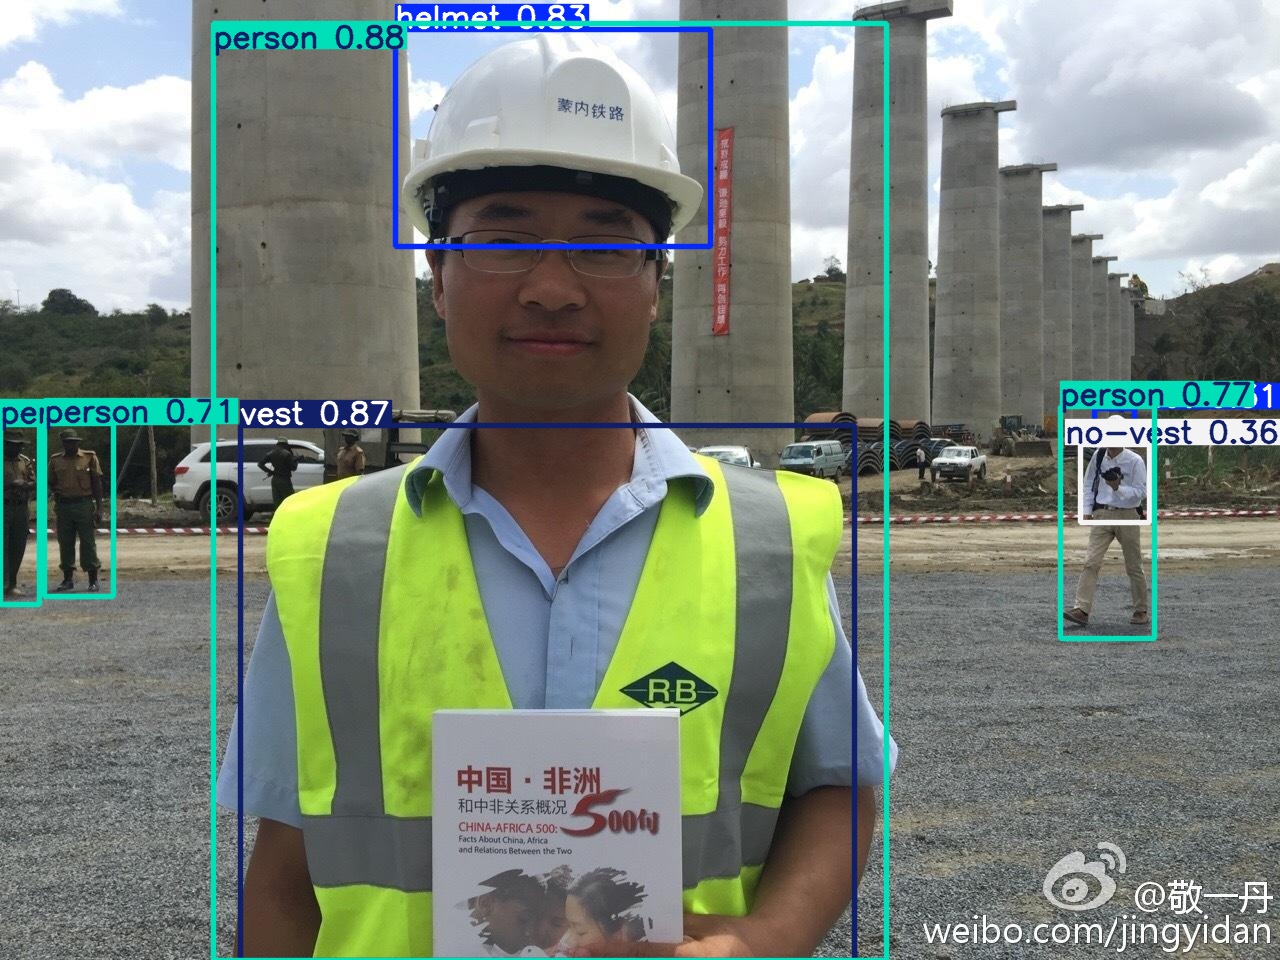 helmet 0.83
person 0.88
蒙内铁路
person 0.77
person 0.71
vest 0.87
no-vest 0.36
RB
中国·非洲
和中非关系概况
500句
CHINA-AFRICA 500:
Facts About China, Africa
and Relations Between the Two
@敬一丹
weibo.com/jingyidan